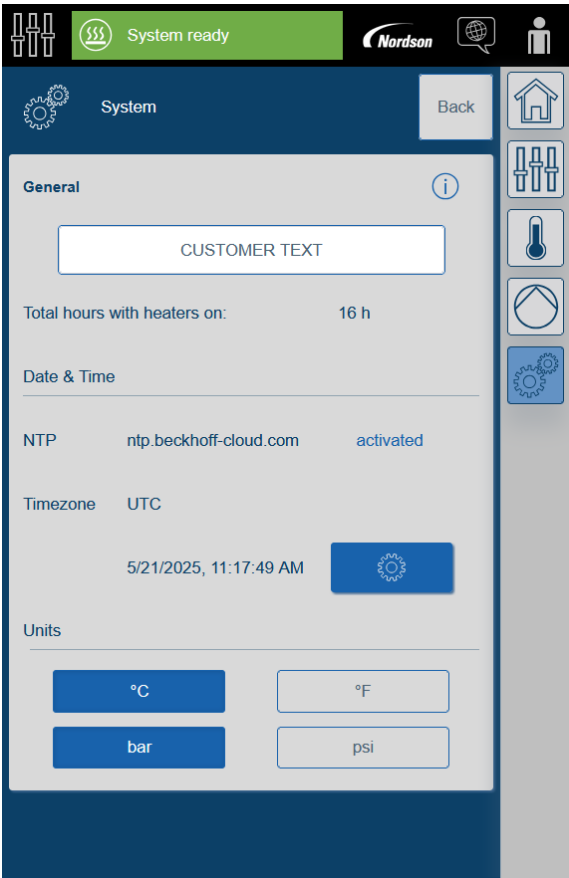 System ready
Nordson
System
Back
General
i
CUSTOMER TEXT
Total hours with heaters on: 16 h
Date & Time
NTP ntp.beckhoff-cloud.com activated
Timezone UTC
5/21/2025, 11:17:49 AM
Units
°C °F
bar psi